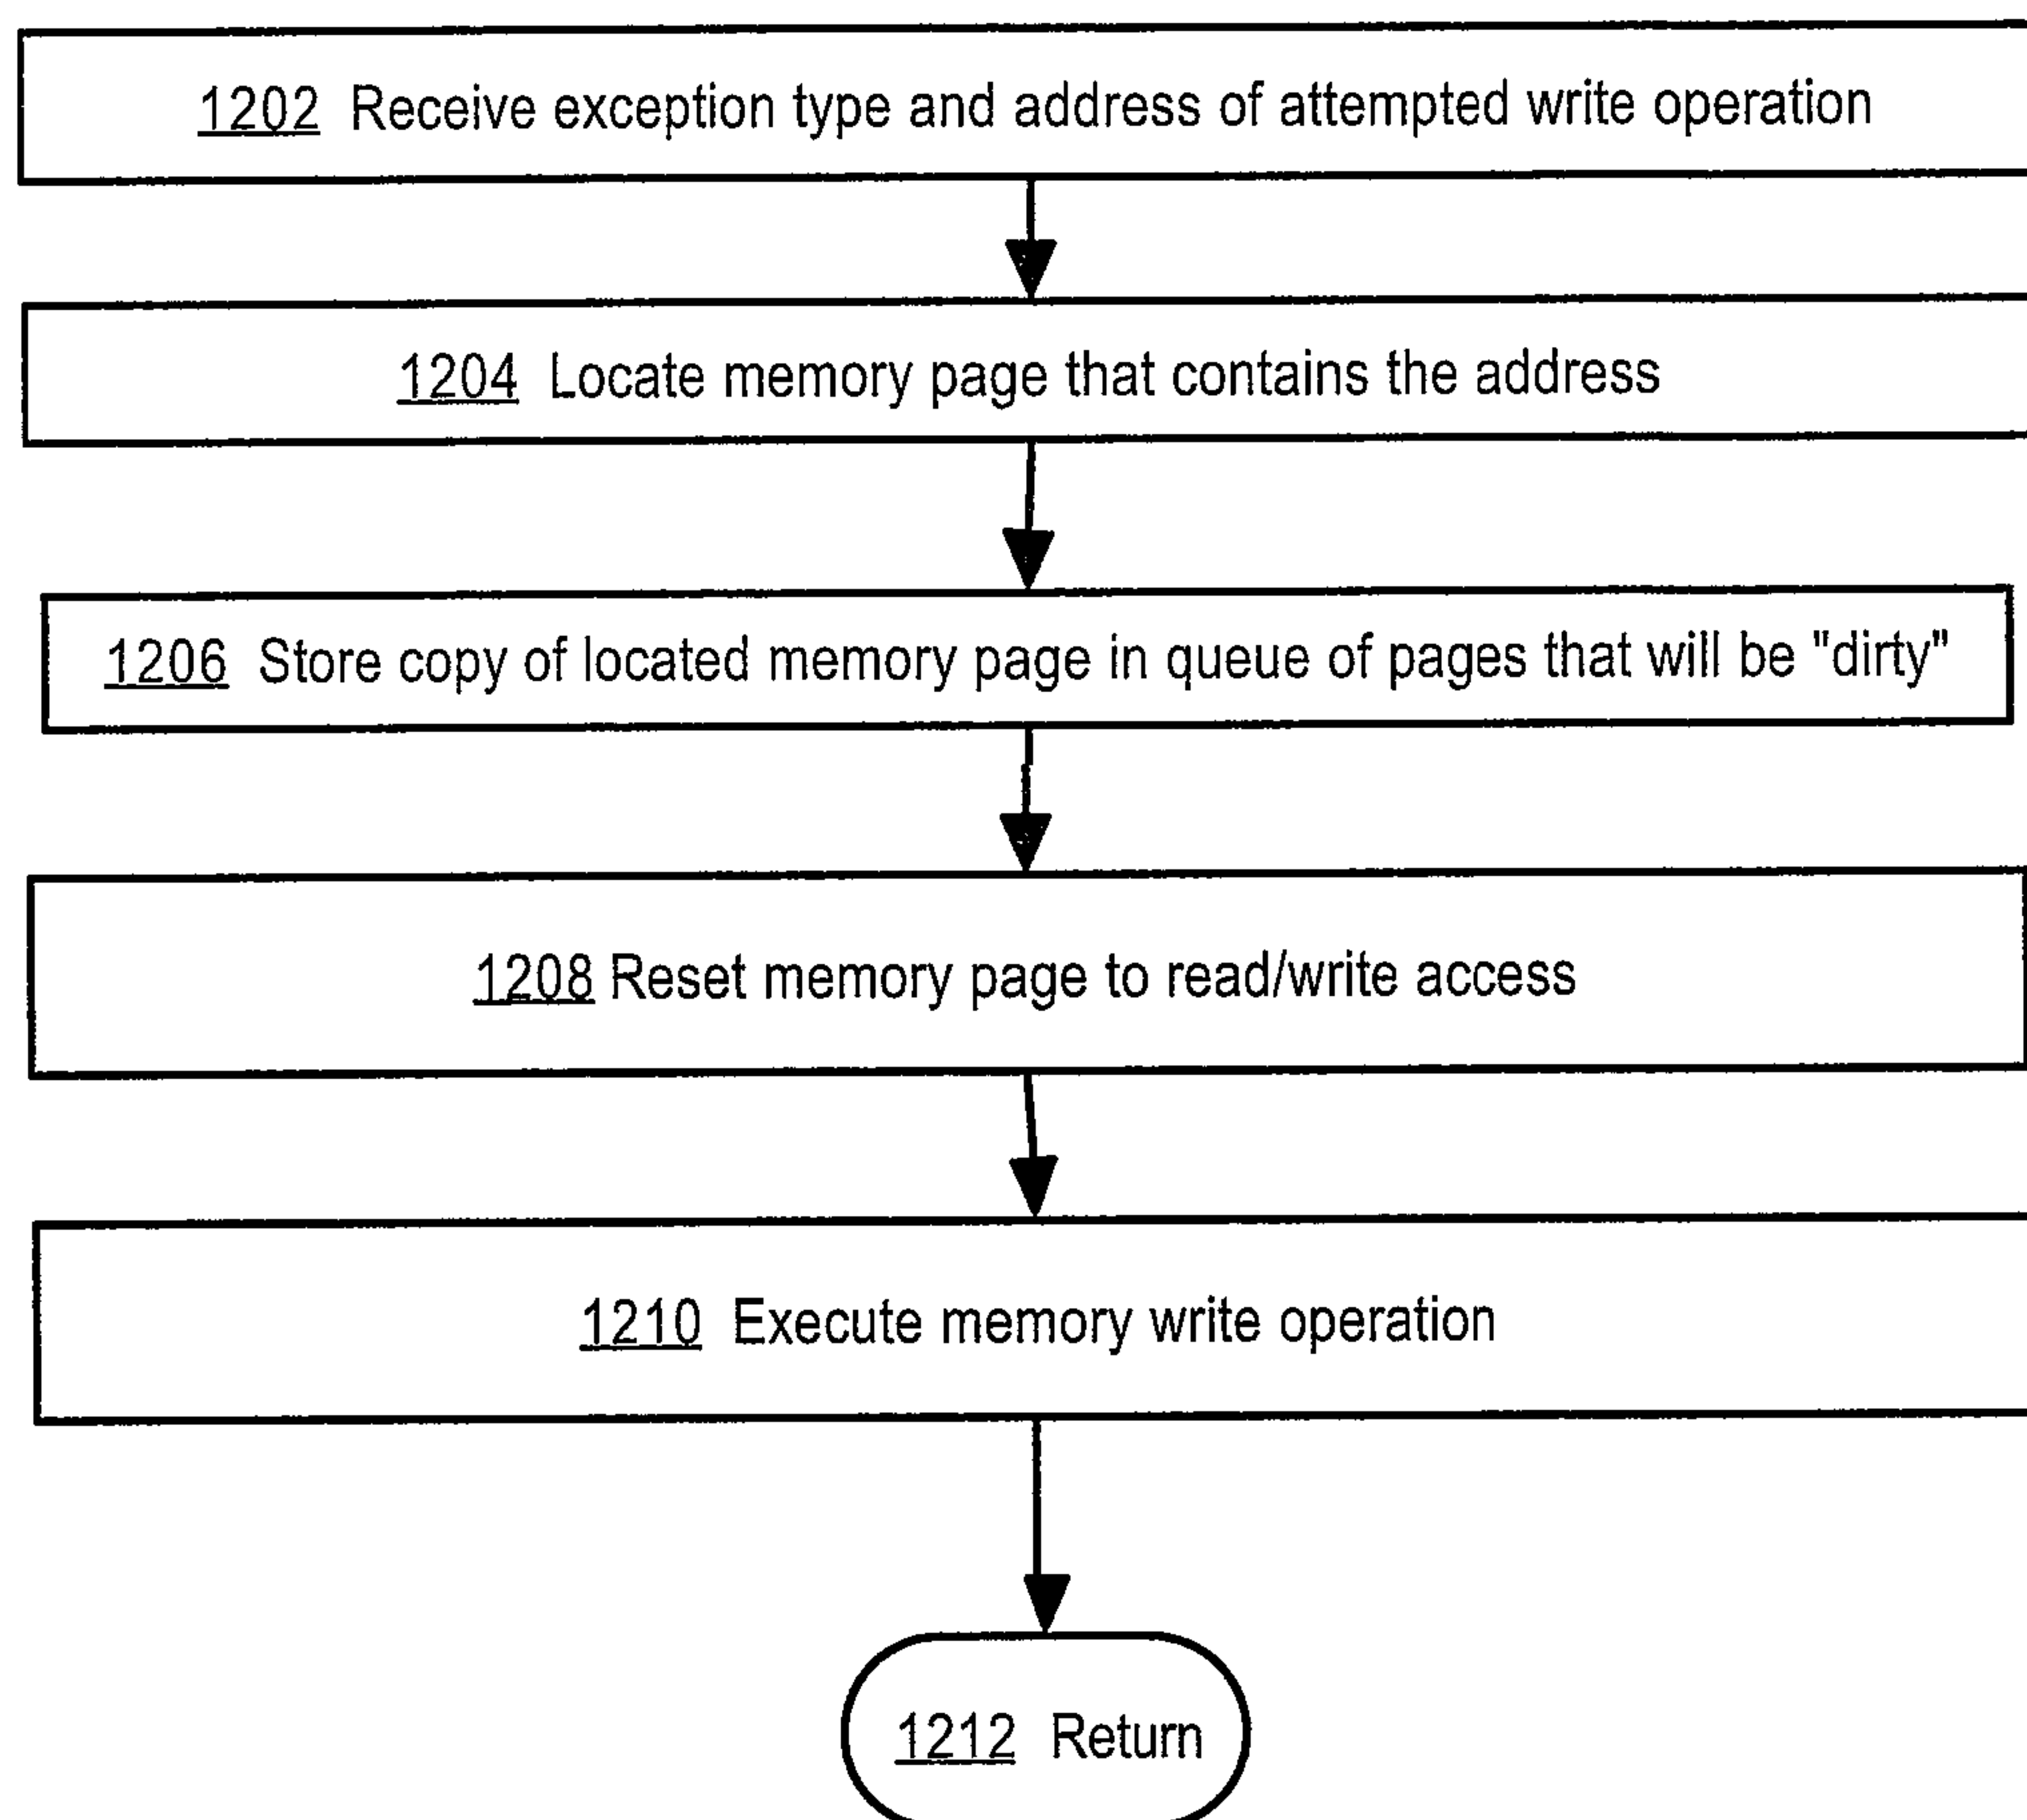 1202 Receive exception type and address of attempted write operation
1204 Locate memory page that contains the address
1206 Store copy of located memory page in queue of pages that will be "dirty"
1208 Reset memory page to read/write access
1210 Execute memory write operation
1212 Return